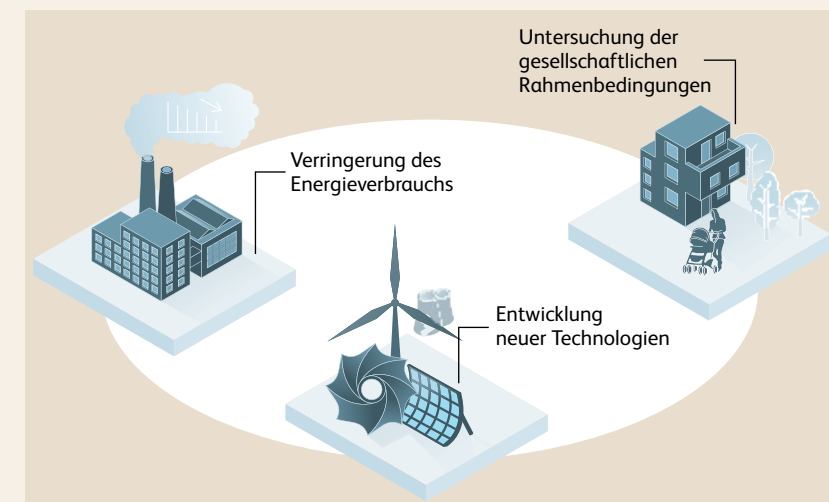 Untersuchung der
gesellschaftlichen
Rahmenbedingungen
Verringerung des
Energieverbrauchs
Entwicklung
neuer Technologien